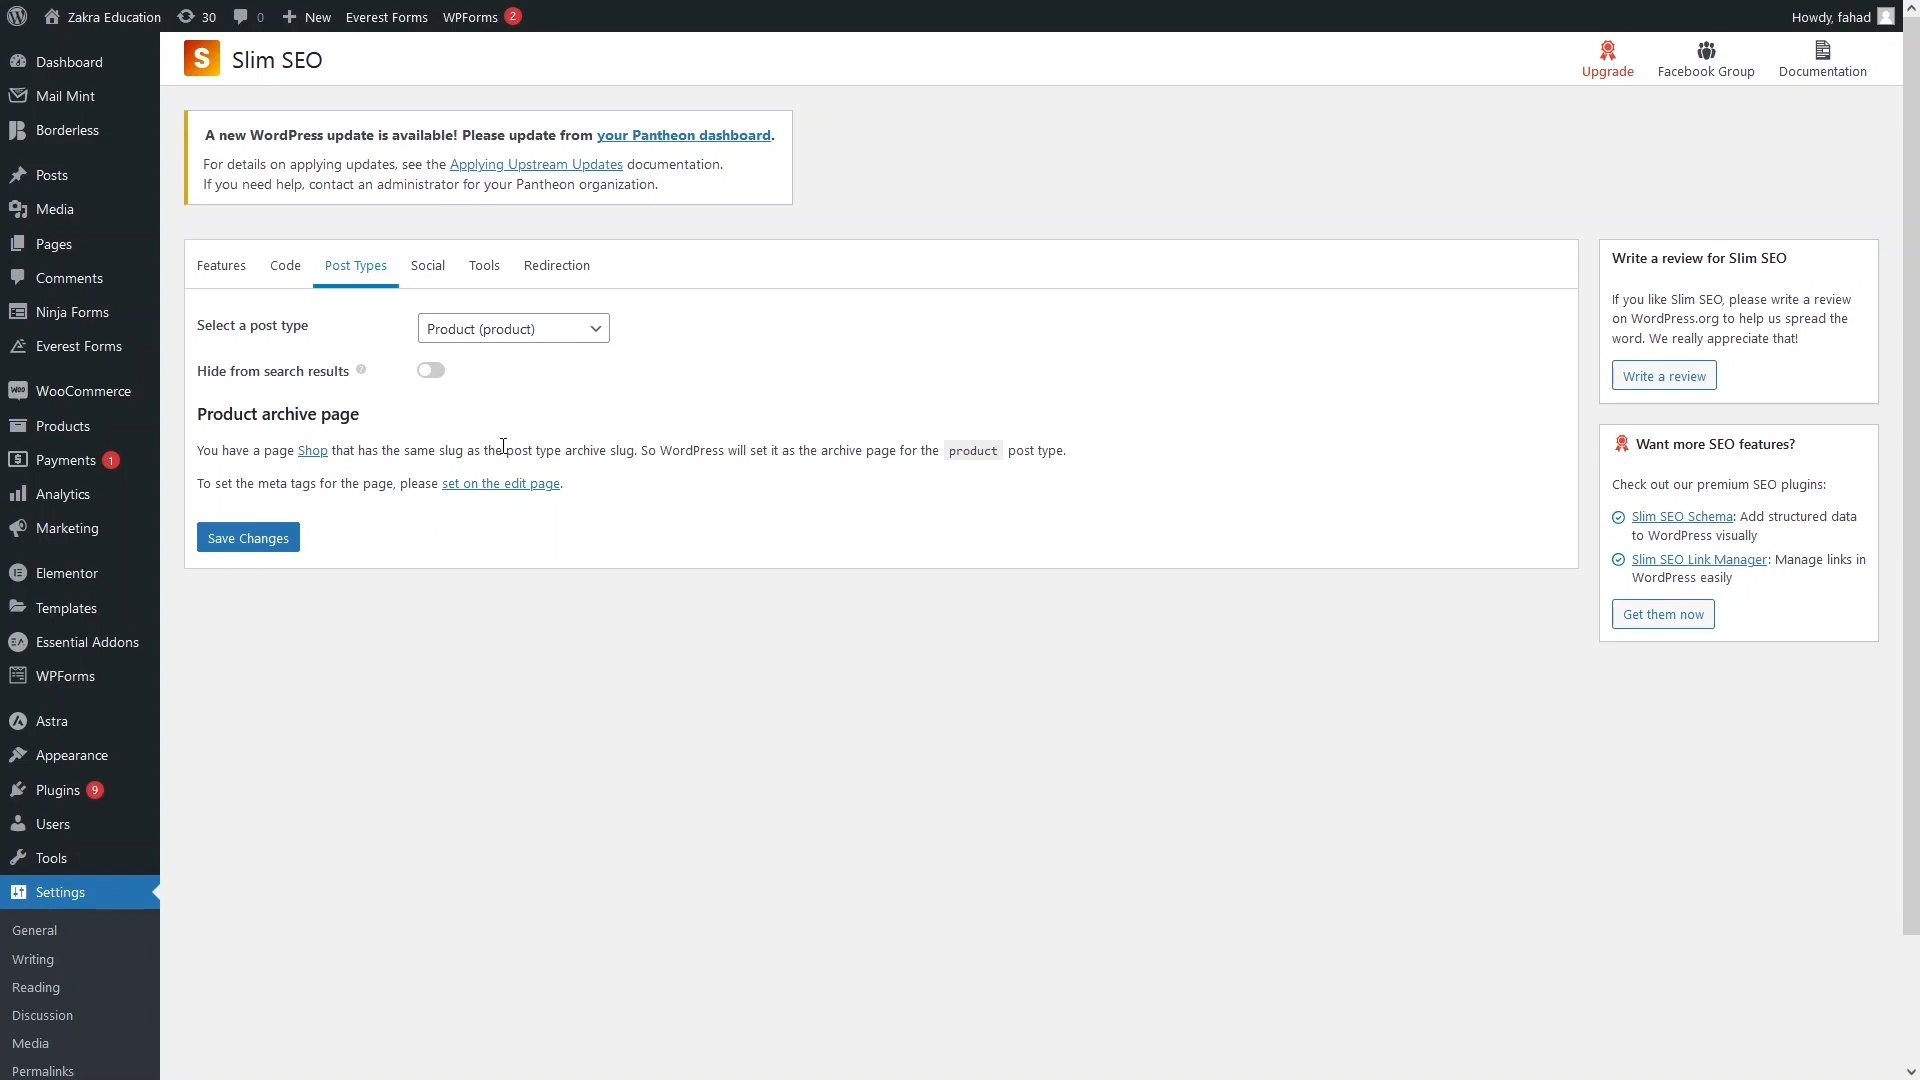 Zakra Education 30 0 New Everest Forms WPForms 2 Howdy, fahad
Dashboard
Mail Mint
Borderless
Posts
Media
Pages
Comments
Ninja Forms
Everest Forms
WooCommerce
Products
Payments 1
Analytics
Marketing
Elementor
Templates
Essential Addons
WPForms
Astra
Appearance
Plugins 9
Users
Tools
Settings
General
Writing
Reading
Discussion
Media
Permalinks
S Slim SEO
Upgrade Facebook Group Documentation
A new WordPress update is available! Please update from your Pantheon dashboard.
For details on applying updates, see the Applying Upstream Updates documentation.
If you need help, contact an administrator for your Pantheon organization.
Features Code Post Types Social Tools Redirection
Select a post type Product (product)
Hide from search results ?
Product archive page
You have a page Shop that has the same slug as the post type archive slug. So WordPress will set it as the archive page for the product post type.
To set the meta tags for the page, please set on the edit page.
Save Changes
Write a review for Slim SEO
If you like Slim SEO, please write a review
on WordPress.org to help us spread the
word. We really appreciate that!
Write a review
Want more SEO features?
Check out our premium SEO plugins:
Slim SEO Schema: Add structured data
to WordPress visually
Slim SEO Link Manager: Manage links in
WordPress easily
Get them now